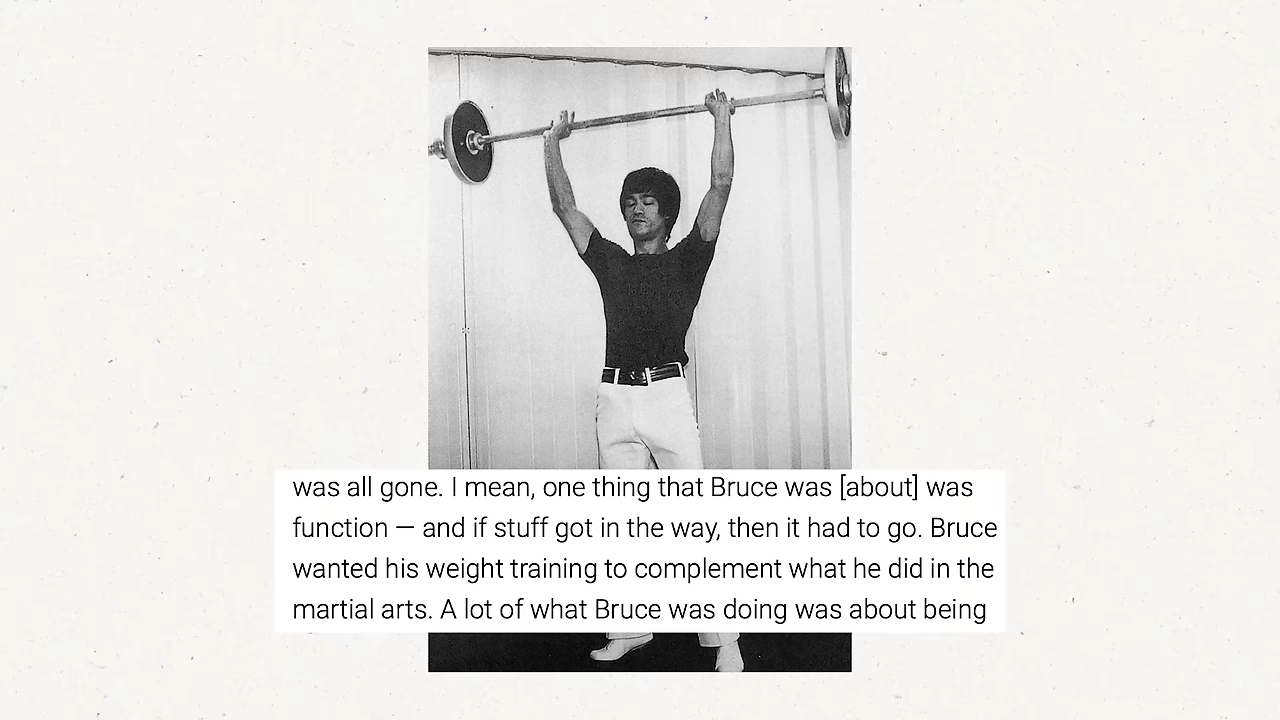 was all gone. I mean, one thing that Bruce was [about] was
function — and if stuff got in the way, then it had to go. Bruce
wanted his weight training to complement what he did in the
martial arts. A lot of what Bruce was doing was about being